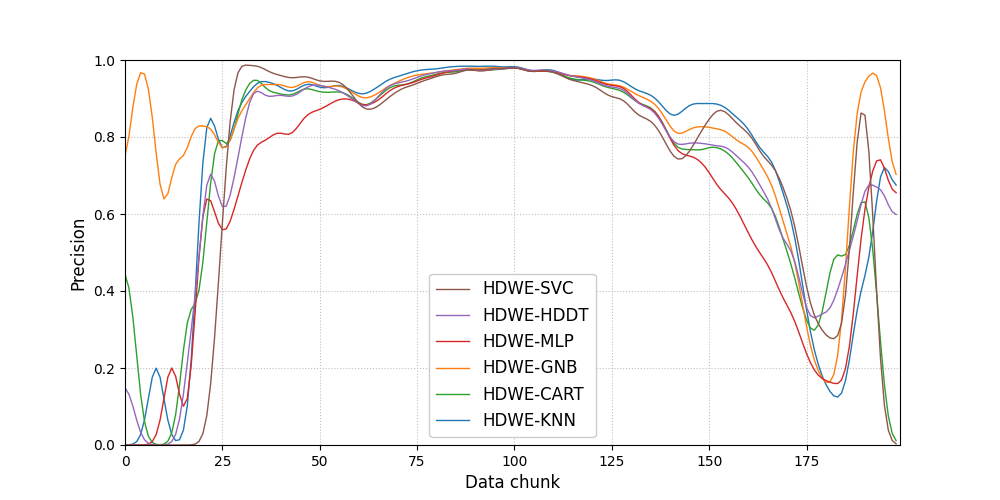 1.0
0.8
0.6
0.4
0.2
0.0
Precision
HDWE-SVC
HDWE-HDDT
HDWE-MLP
HDWE-GNB
HDWE-CART
HDWE-KNN
0 25 50 75 100 125 150 175
Data chunk